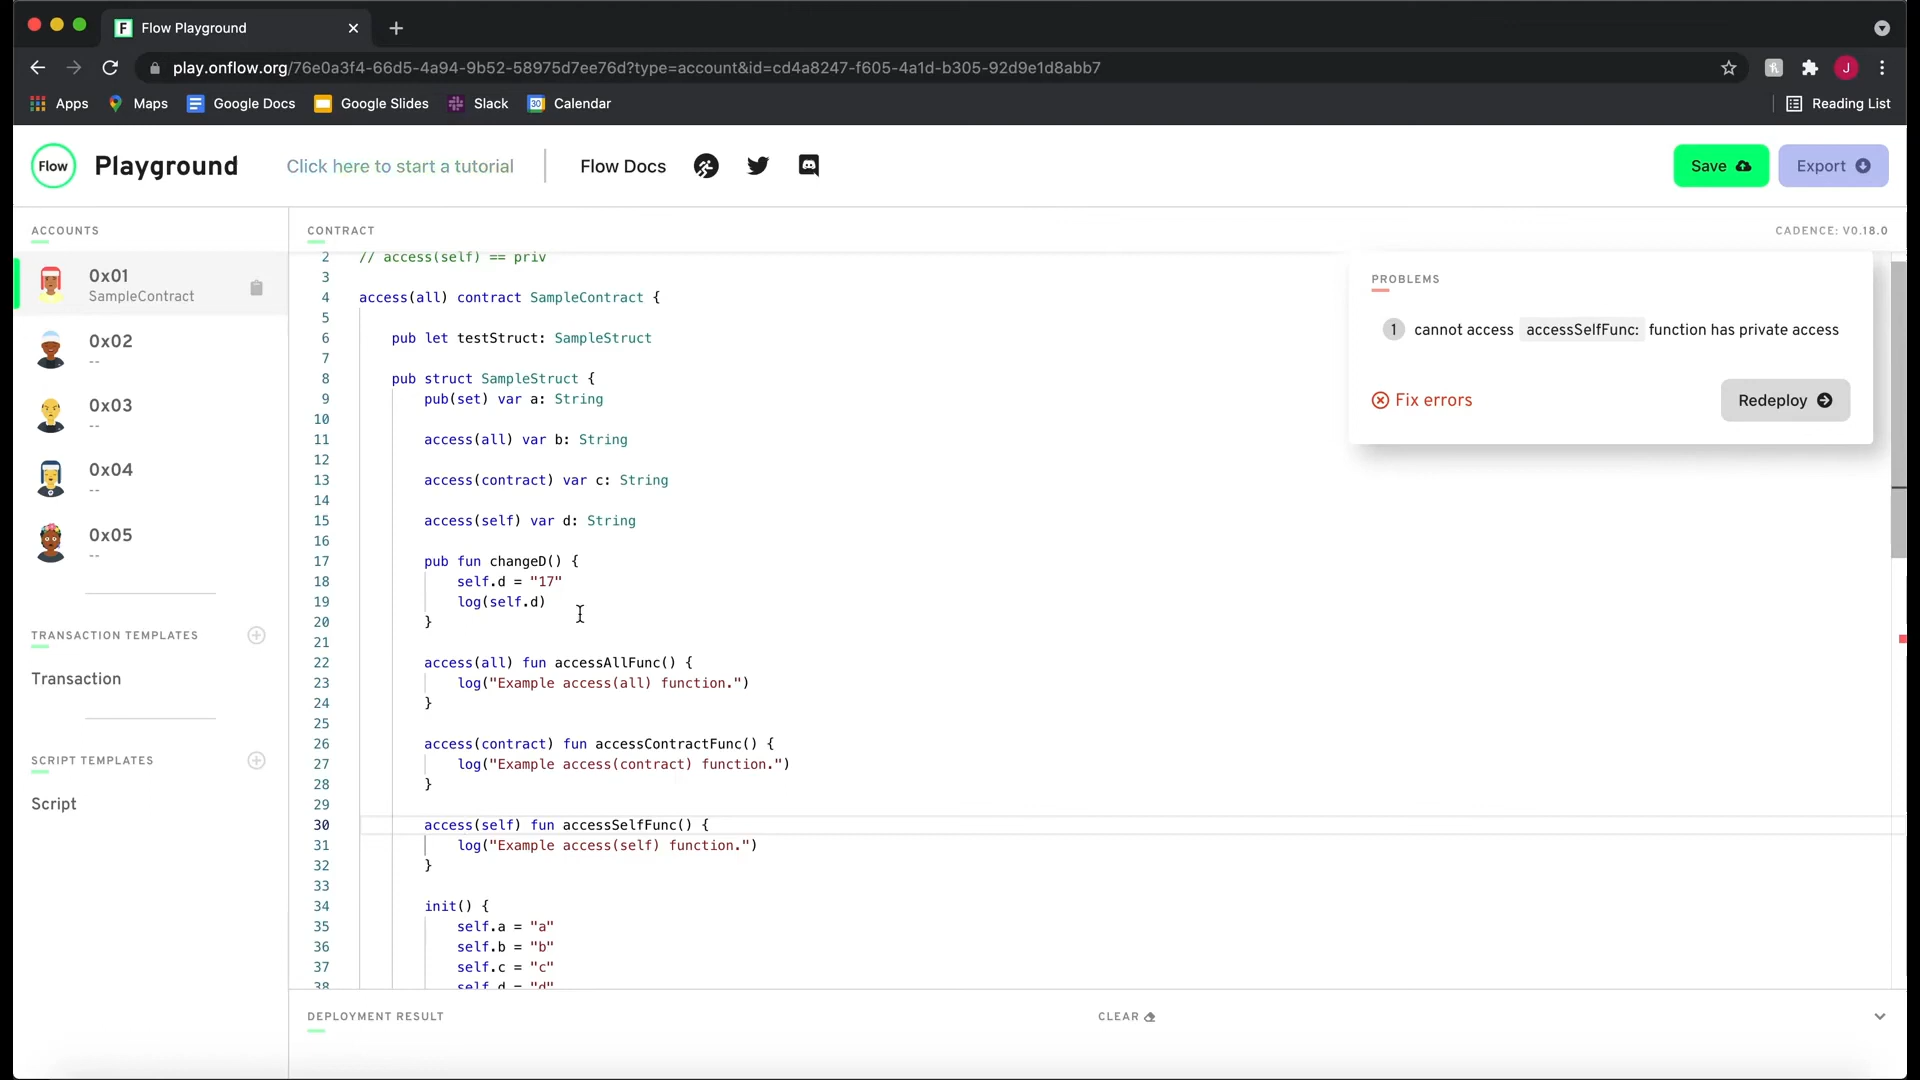 F Flow Playground
play.onflow.org/76e0a3f4-66d5-4a94-9b52-58975d7ee76d?type=account&id=cd4a8247-f605-4a1d-b305-92d9e1d8abb7
J
Apps Maps Google Docs Google Slides Slack 30 Calendar Reading List
Flow Playground Click here to start a tutorial Flow Docs Save Export
ACCOUNTS
0x01
SampleContract
0x02
--
0x03
--
0x04
--
0x05
--
TRANSACTION TEMPLATES
Transaction
SCRIPT TEMPLATES
Script
CONTRACT
CADENCE: V0.18.0
2 // access(self) == priv
3
4 access(all) contract SampleContract {
5
6 pub let testStruct: SampleStruct
7
8 pub struct SampleStruct {
9 pub(set) var a: String
10
11 access(all) var b: String
12
13 access(contract) var c: String
14
15 access(self) var d: String
16
17 pub fun changeD() {
18 self.d = "17"
19 log(self.d)
20 }
21
22 access(all) fun accessAllFunc() {
23 log("Example access(all) function.")
24 }
25
26 access(contract) fun accessContractFunc() {
27 log("Example access(contract) function.")
28 }
29
30 access(self) fun accessSelfFunc() {
31 log("Example access(self) function.")
32 }
33
34 init() {
35 self.a = "a"
36 self.b = "b"
37 self.c = "c"
38 self.d = "d"
PROBLEMS
1 cannot access accessSelfFunc: function has private access
Fix errors Redeploy
DEPLOYMENT RESULT
CLEAR